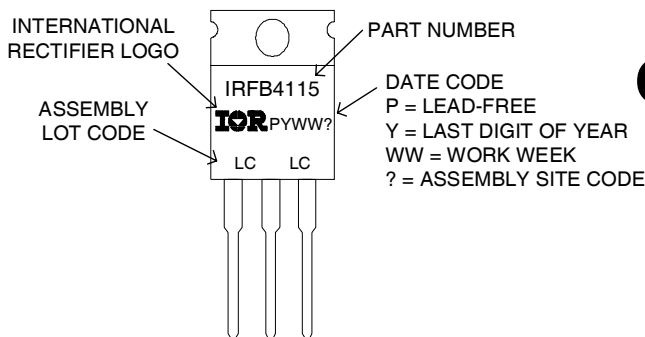 INTERNATIONAL
RECTIFIER LOGO
PART NUMBER
IRFB4115
IOR PYWW?
ASSEMBLY
LOT CODE
LC LC
DATE CODE
P = LEAD-FREE
Y = LAST DIGIT OF YEAR
WW = WORK WEEK
? = ASSEMBLY SITE CODE